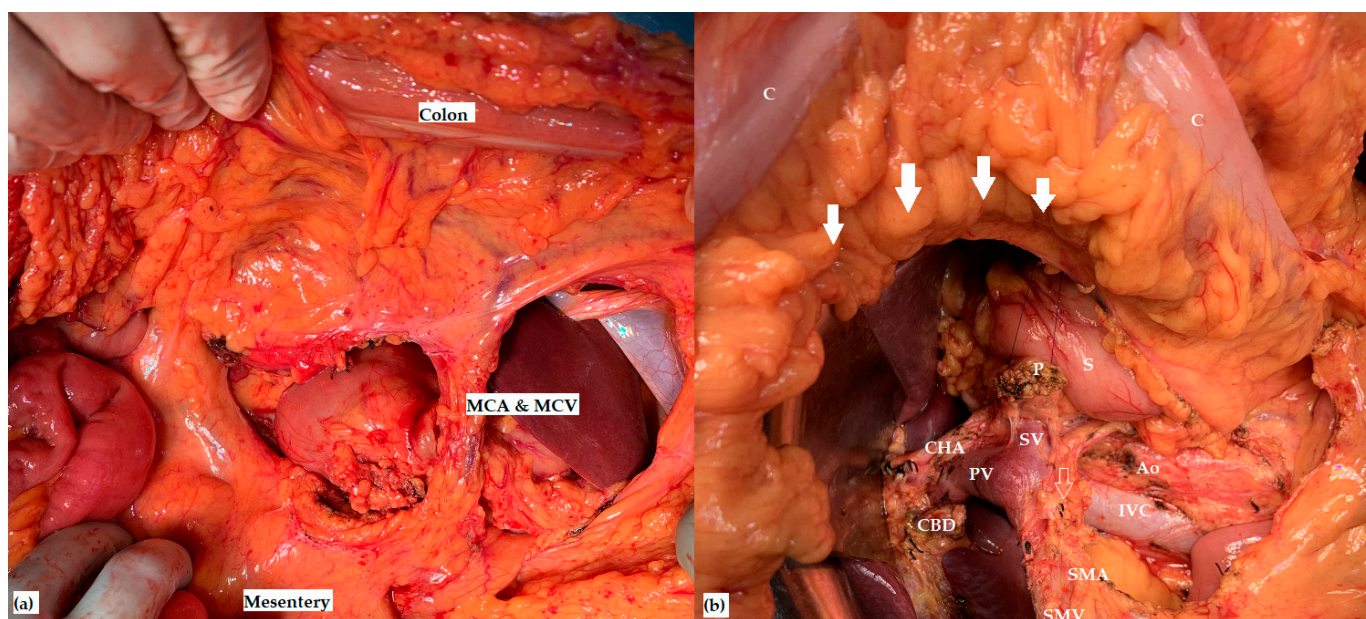 Colon
MCA & MCV
Mesentery
(a)
C
C
S
P
SV
CHA
PV
Ao
IVC
CBD
SMA
SMV
(b)